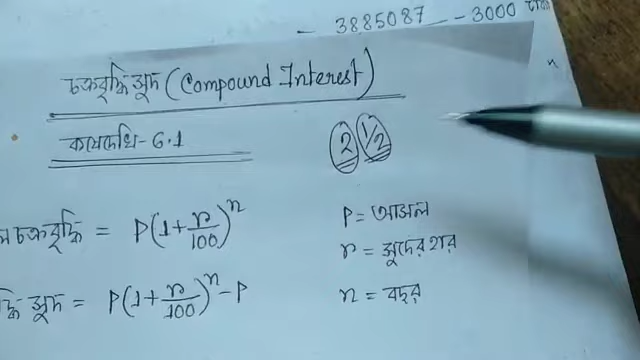 - 3885087 - 3000 টাকা
চক্রবৃদ্ধি সুদ (Compound Interest)
কষেদেখি - 6.1
2 1/2
চক্রবৃদ্ধি = P(1+r/100)^n
P = আসল
r = সুদের হার
সুদ = P(1+r/100)^n - P
n = বছর